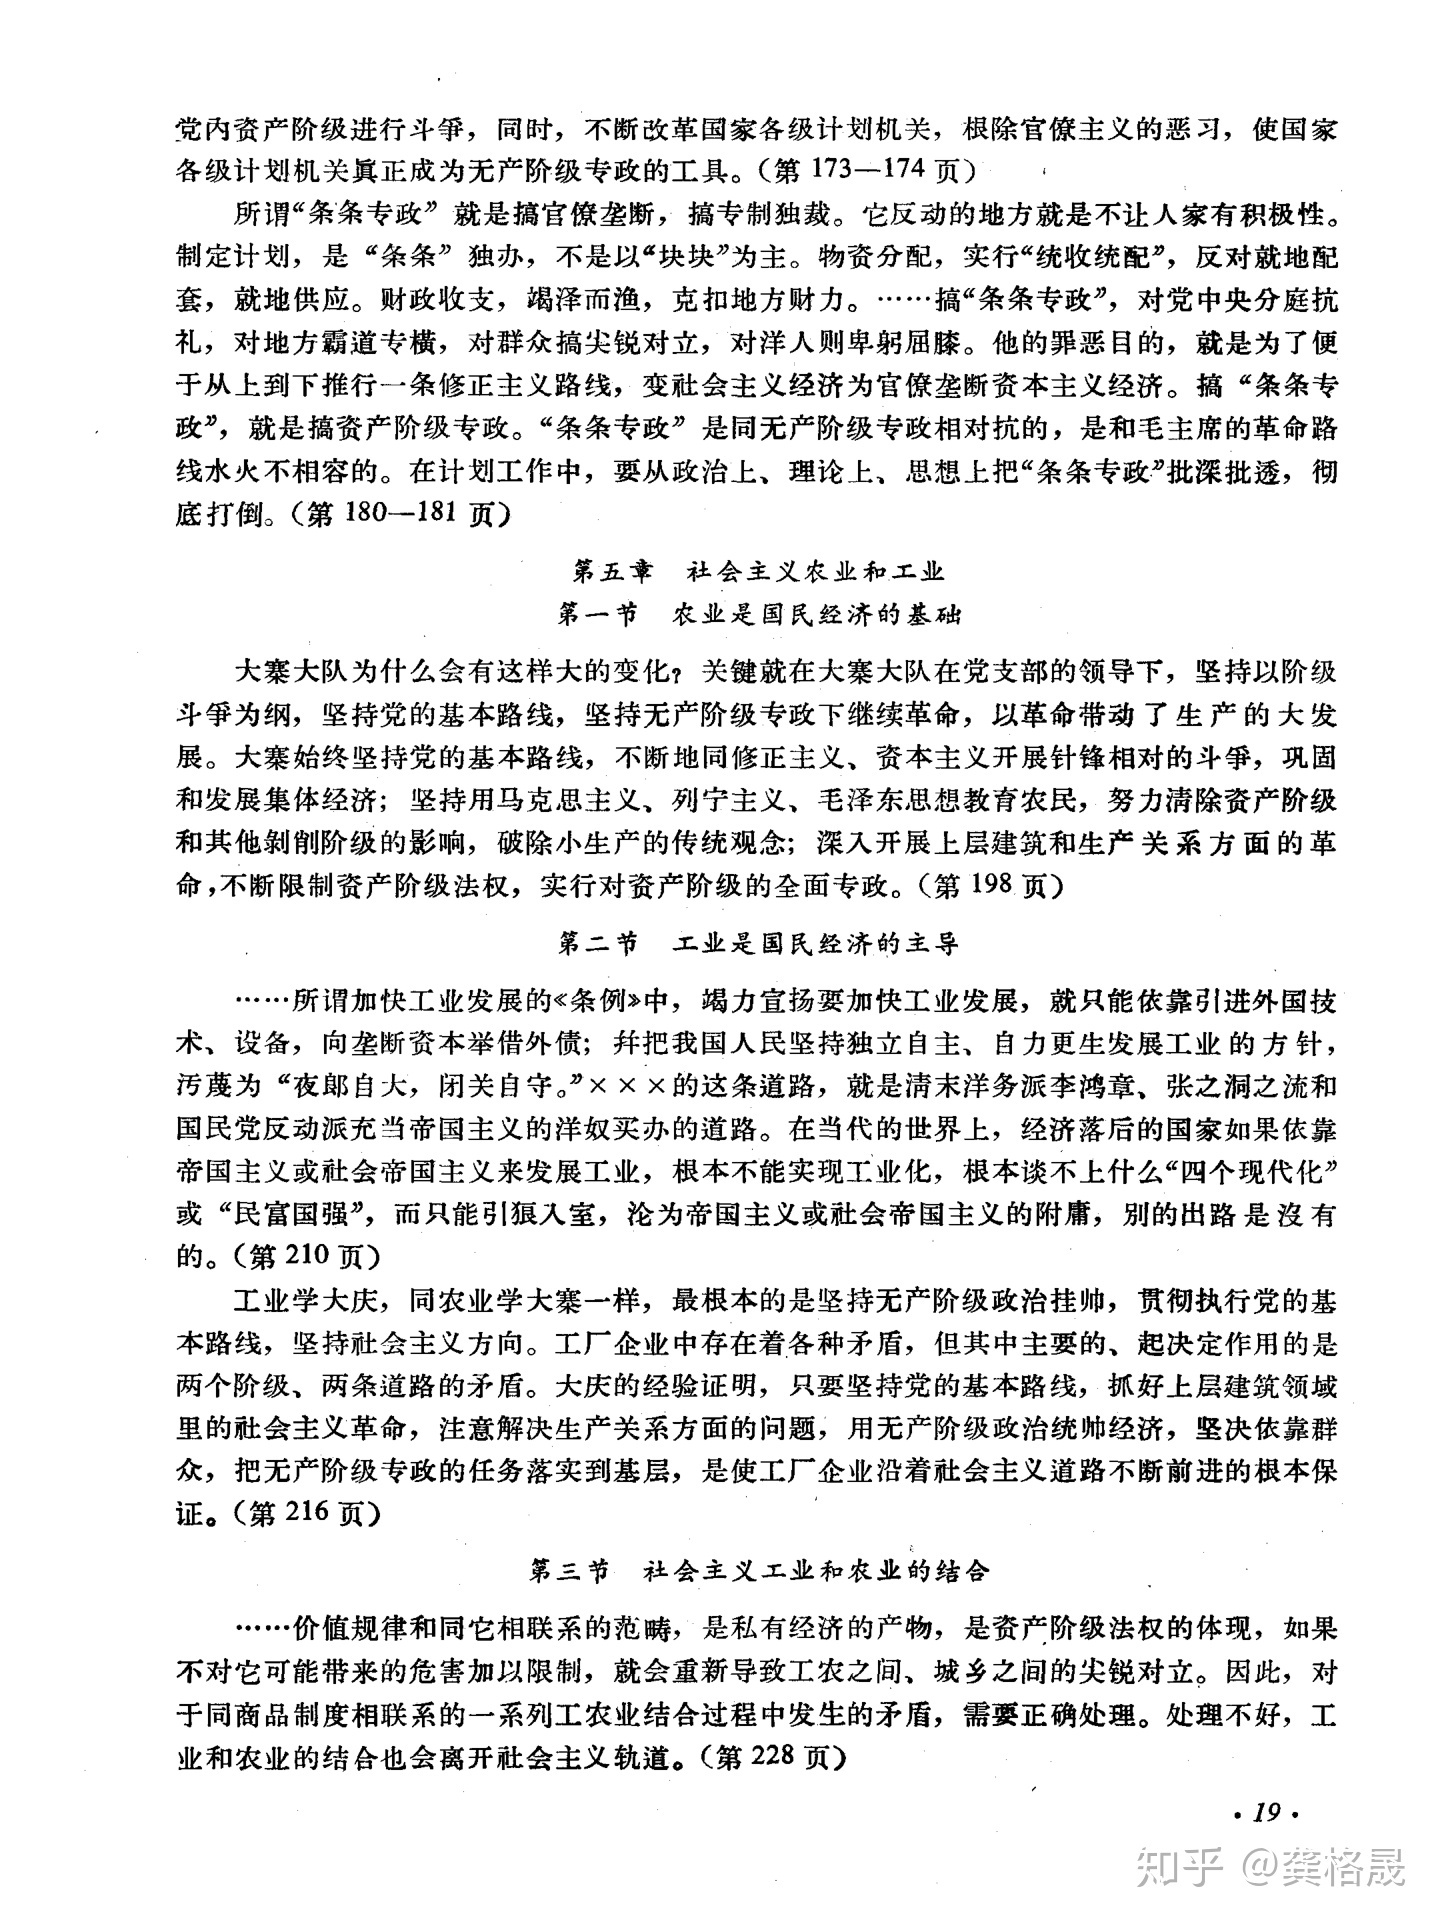 党内资产阶级进行斗爭，同时，不断改革国家各级计划机关，根除官僚主义的恶习，使国家
各级计划机关眞正成为无产阶级专政的工具。（第 173—174 页）
所谓“条条专政”就是搞官僚垄断，搞专制独裁。它反动的地方就是不让人家有积极性。
制定计划，是“条条”独办，不是以“块块”为主。物资分配，实行“统收统配”，反对就地配
套，就地供应。财政收支，竭泽而渔，克扣地方财力。……搞“条条专政”，对党中央分庭抗
礼，对地方霸道专橫，对群众搞尖锐对立，对洋人则卑躬屈膝。他的罪恶目的，就是为了便
于从上到下推行一条修正主义路线，变社会主义经济为官僚垄断资本主义经济。搞“条条专
政”，就是搞资产阶级专政。“条条专政”是同无产阶级专政相对抗的，是和毛主席的革命路
线水火不相容的。在计划工作中，要从政治上、理论上、思想上把“条条专政”批深批透，彻
底打倒。（第 180—181 页）
第五章　社会主义农业和工业
第一节　农业是国民经济的基础
大寨大队为什么会有这样大的变化？关键就在大寨大队在党支部的领导下，坚持以阶级
斗爭为纲，坚持党的基本路线，坚持无产阶级专政下继续革命，以革命带动了生产的大发
展。大寨始终坚持党的基本路线，不断地同修正主义、资本主义开展针锋相对的斗爭，巩固
和发展集体经济；坚持用马克思主义、列宁主义、毛泽东思想教育农民，努力清除资产阶级
和其他剥削阶级的影响，破除小生产的传统观念；深入开展上层建筑和生产关系方面的革
命，不断限制资产阶级法权，实行对资产阶级的全面专政。（第 198 页）
第二节　工业是国民经济的主导
……所谓加快工业发展的《条例》中，竭力宣扬要加快工业发展，就只能依靠引进外国技
术、设备，向垄断资本举借外债；幷把我国人民坚持独立自主、自力更生发展工业的方针，
污蔑为“夜郞自大，闭关自守。”×××的这条道路，就是清末洋务派李鸿章、张之洞之流和
国民党反动派充当帝国主义的洋奴买办的道路。在当代的世界上，经济落后的国家如果依靠
帝国主义或社会帝国主义来发展工业，根本不能实现工业化，根本谈不上什么“四个现代化”
或“民富国强”，而只能引狼入室，沦为帝国主义或社会帝国主义的附庸，别的出路是沒有
的。（第 210 页）
工业学大庆，同农业学大寨一样，最根本的是坚持无产阶级政治挂帅，贯彻执行党的基
本路线，坚持社会主义方向。工厂企业中存在着各种矛盾，但其中主要的、起决定作用的是
两个阶级、两条道路的矛盾。大庆的经验证明，只要坚持党的基本路线，抓好上层建筑领域
里的社会主义革命，注意解决生产关系方面的问题，用无产阶级政治统帅经济，坚决依靠群
众，把无产阶级专政的任务落实到基层，是使工厂企业沿着社会主义道路不断前进的根本保
证。（第 216 页）
第三节　社会主义工业和农业的结合
……价值规律和同它相联系的范畴，是私有经济的产物，是资产阶级法权的体现，如果
不对它可能带来的危害加以限制，就会重新导致工农之间、城乡之间的尖锐对立。因此，对
于同商品制度相联系的一系列工农业结合过程中发生的矛盾，需要正确处理。处理不好，工
业和农业的结合也会离开社会主义轨道。（第 228 页）
· 19 ·
知乎 @龚格晟